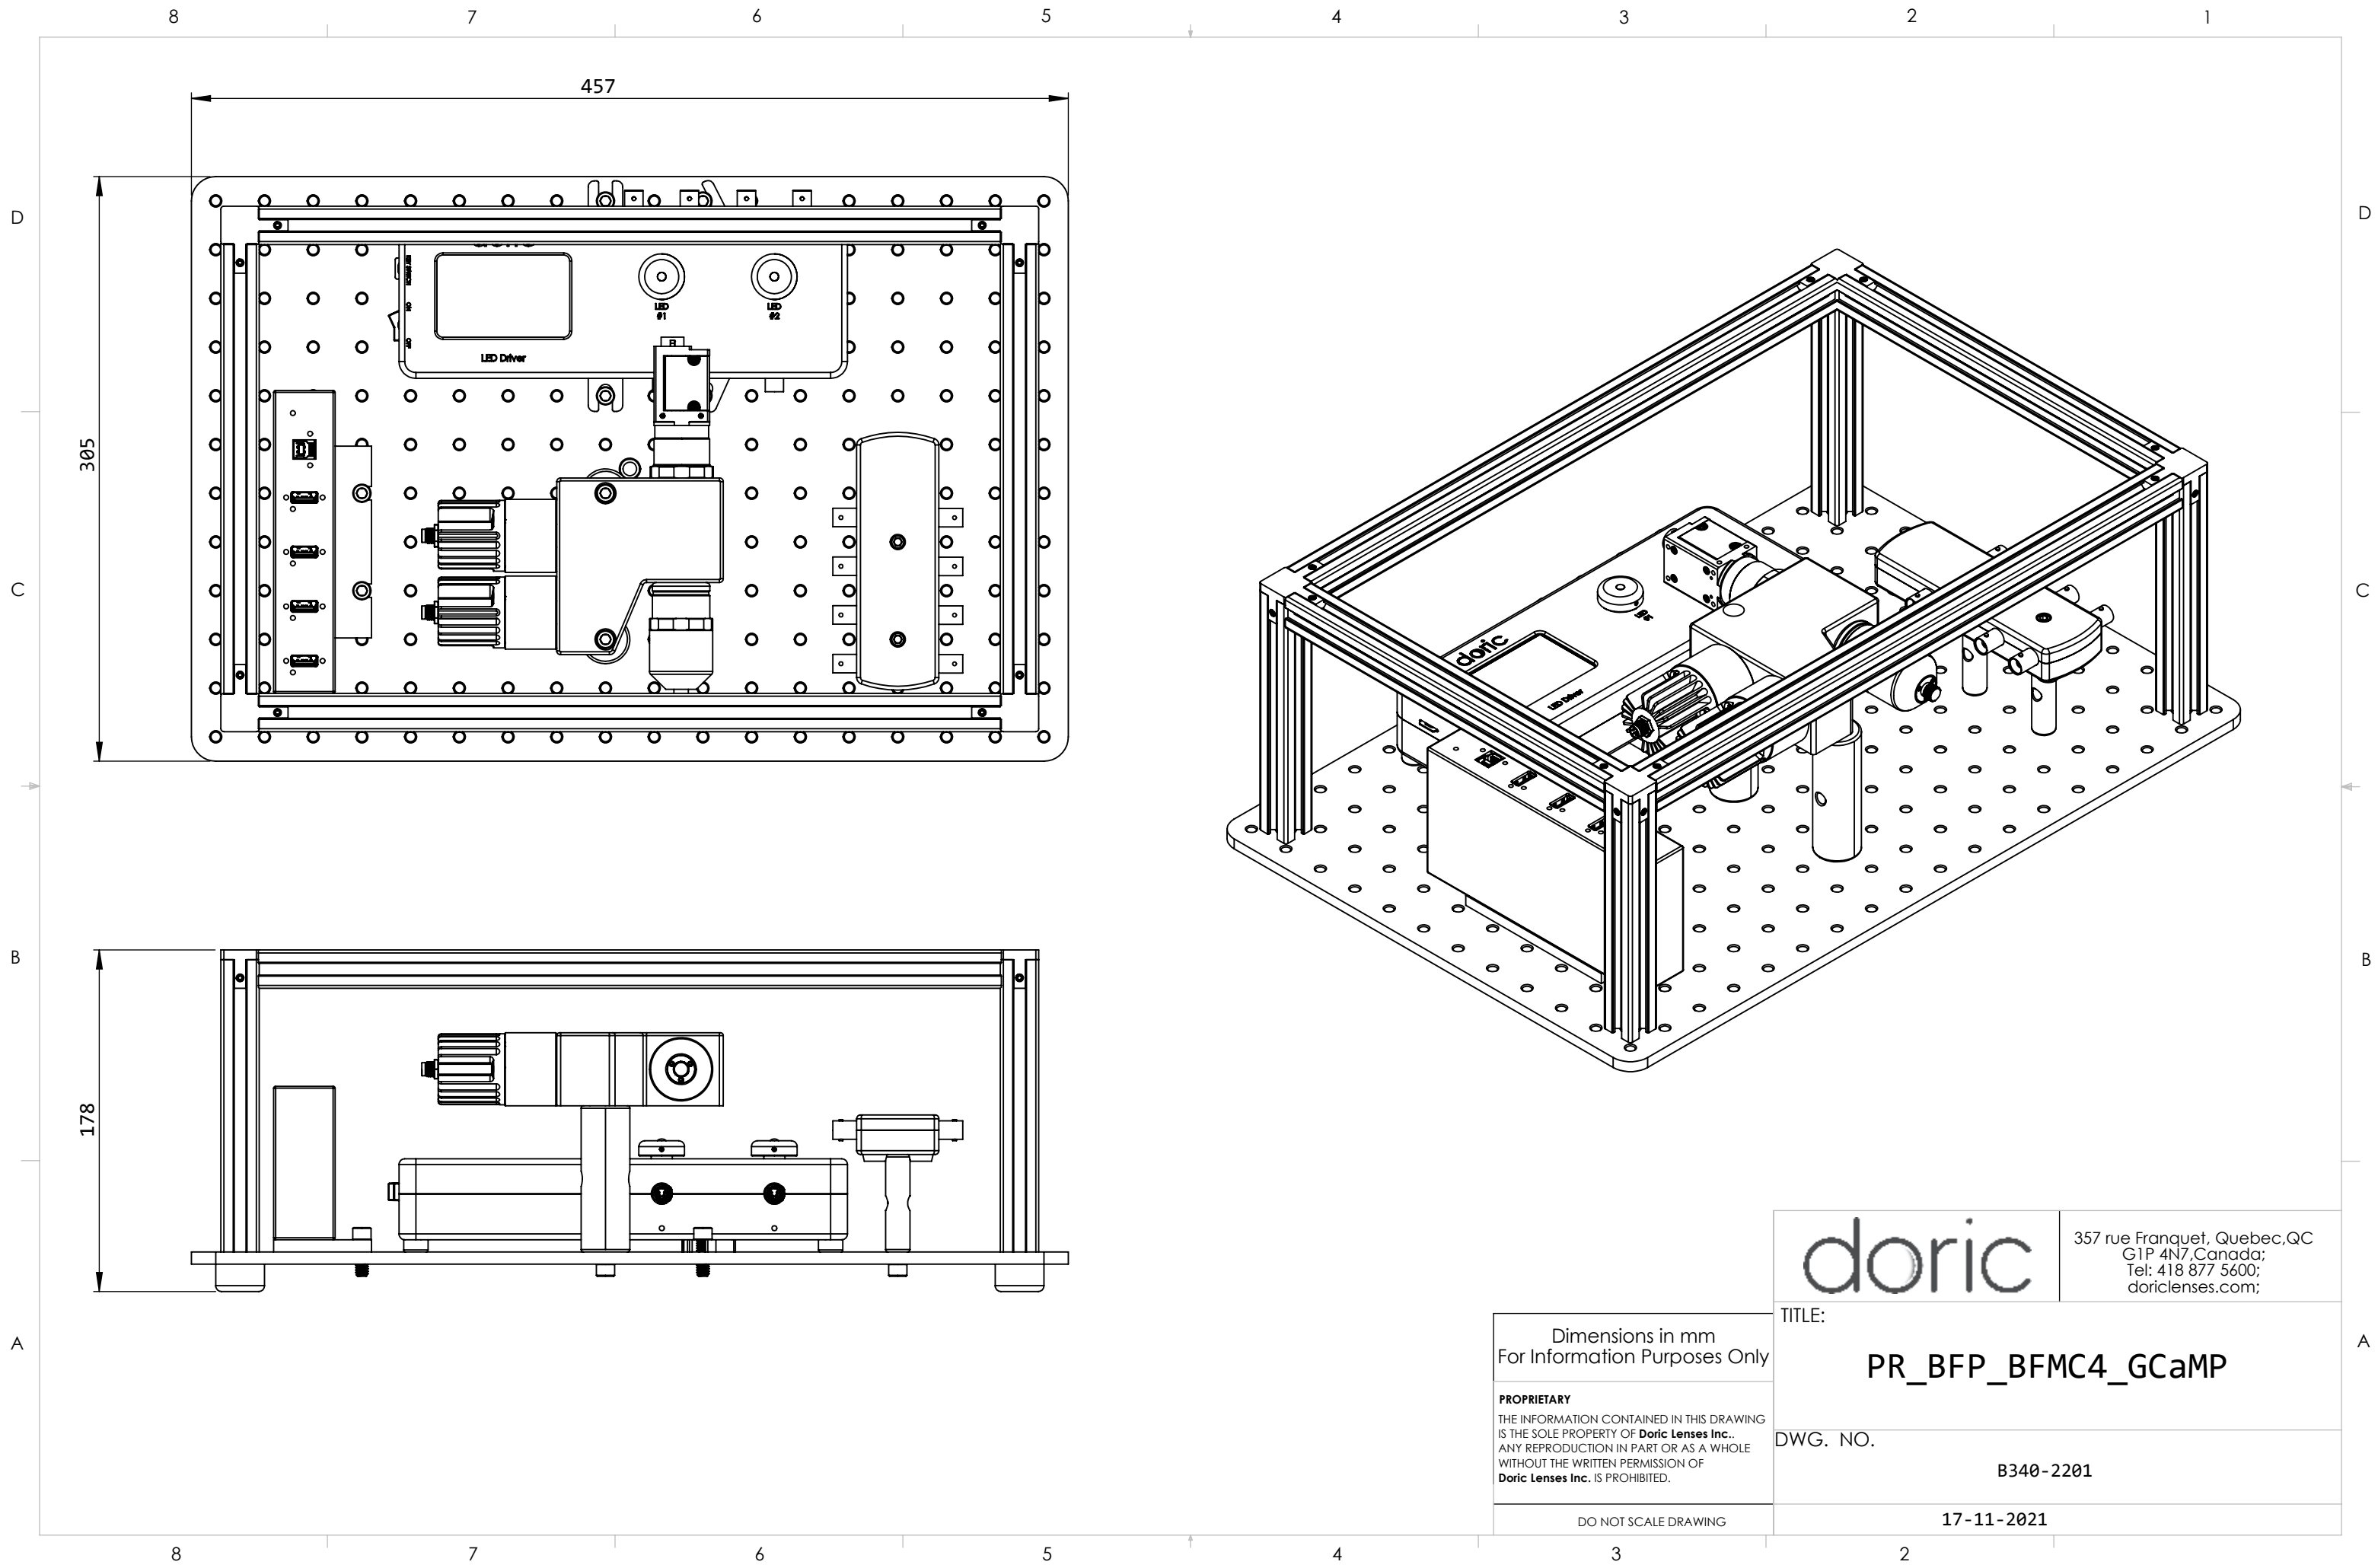 8 7 6 5 4 3 2 1
457
D D
305
ON
OFF
LED
#1
LED
#2
LED Driver
doric
LED Driver
C C
B B
178
doric
357 rue Franquet, Quebec,QC
G1P 4N7,Canada;
Tel: 418 877 5600;
doriclenses.com;
Dimensions in mm
For Information Purposes Only
TITLE:
PR_BFP_BFMC4_GCaMP
A A
PROPRIETARY
THE INFORMATION CONTAINED IN THIS DRAWING
IS THE SOLE PROPERTY OF Doric Lenses Inc..
ANY REPRODUCTION IN PART OR AS A WHOLE
WITHOUT THE WRITTEN PERMISSION OF
Doric Lenses Inc. IS PROHIBITED.
DWG. NO.
B340-2201
DO NOT SCALE DRAWING
17-11-2021
8 7 6 5 4 3 2